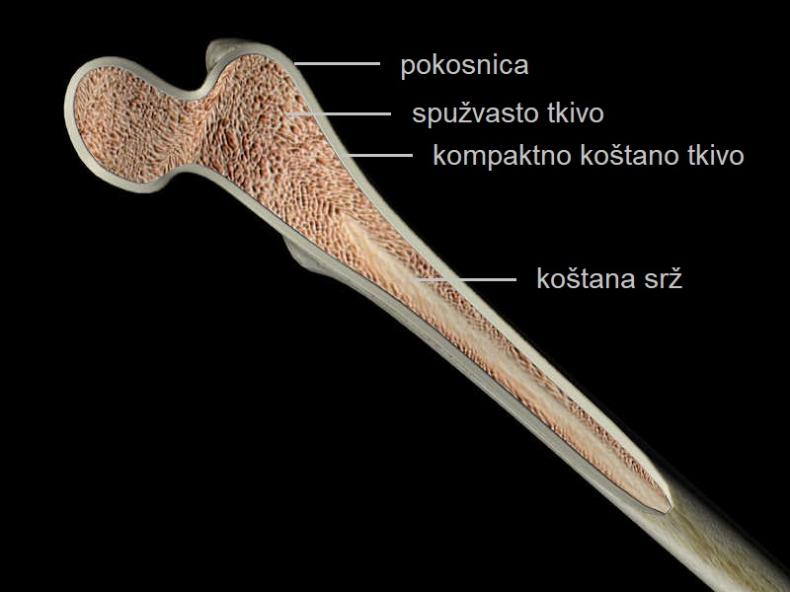 pokosnica
spužvasto tkivo
kompaktno koštano tkivo
koštana srž